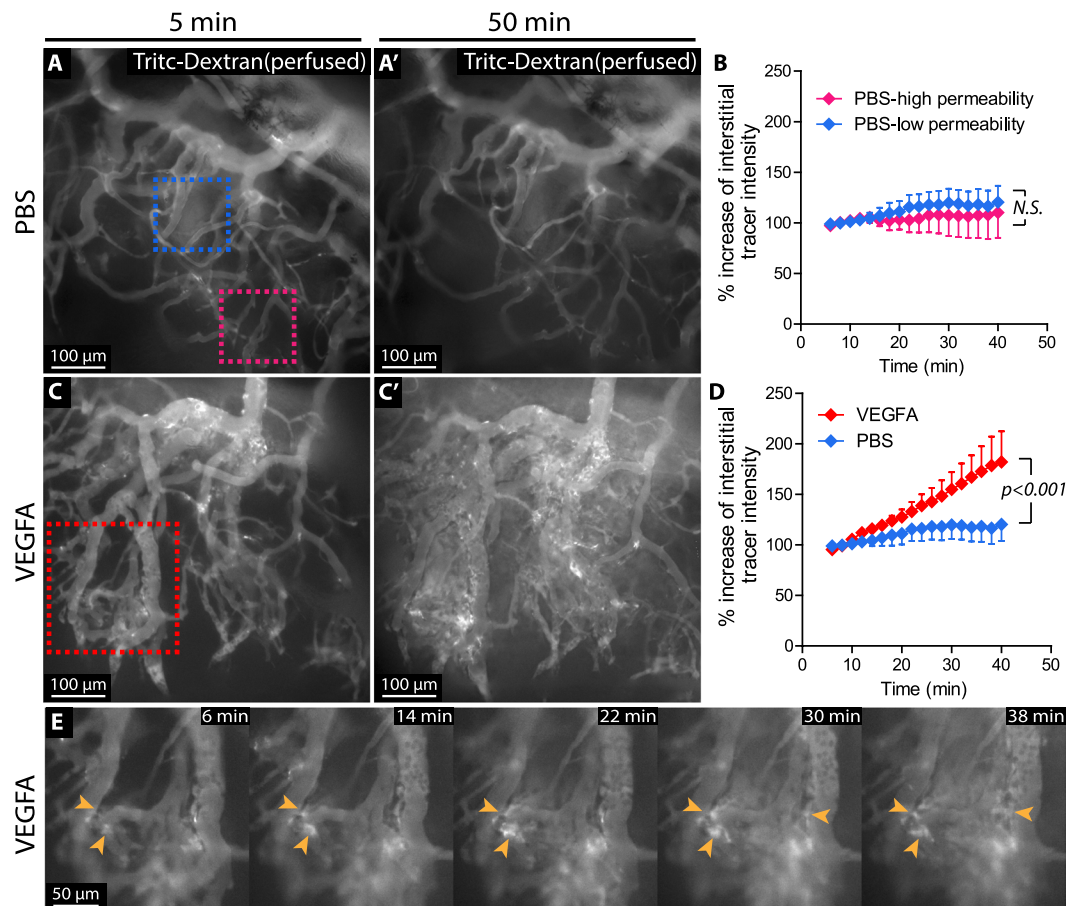 5 min
50 min
A
Tritc-Dextran(perfused)
A'
Tritc-Dextran(perfused)
PBS
100 µm
100 µm
B
% increase of interstitial
tracer intensity
250
200
150
100
50
0
PBS-high permeability
PBS-low permeability
N.S.
0 10 20 30 40 50
Time (min)
C
C'
VEGFA
100 µm
100 µm
D
% increase of interstitial
tracer intensity
250
200
150
100
50
0
VEGFA
PBS
p<0.001
0 10 20 30 40 50
Time (min)
E
VEGFA
6 min
14 min
22 min
30 min
38 min
50 µm